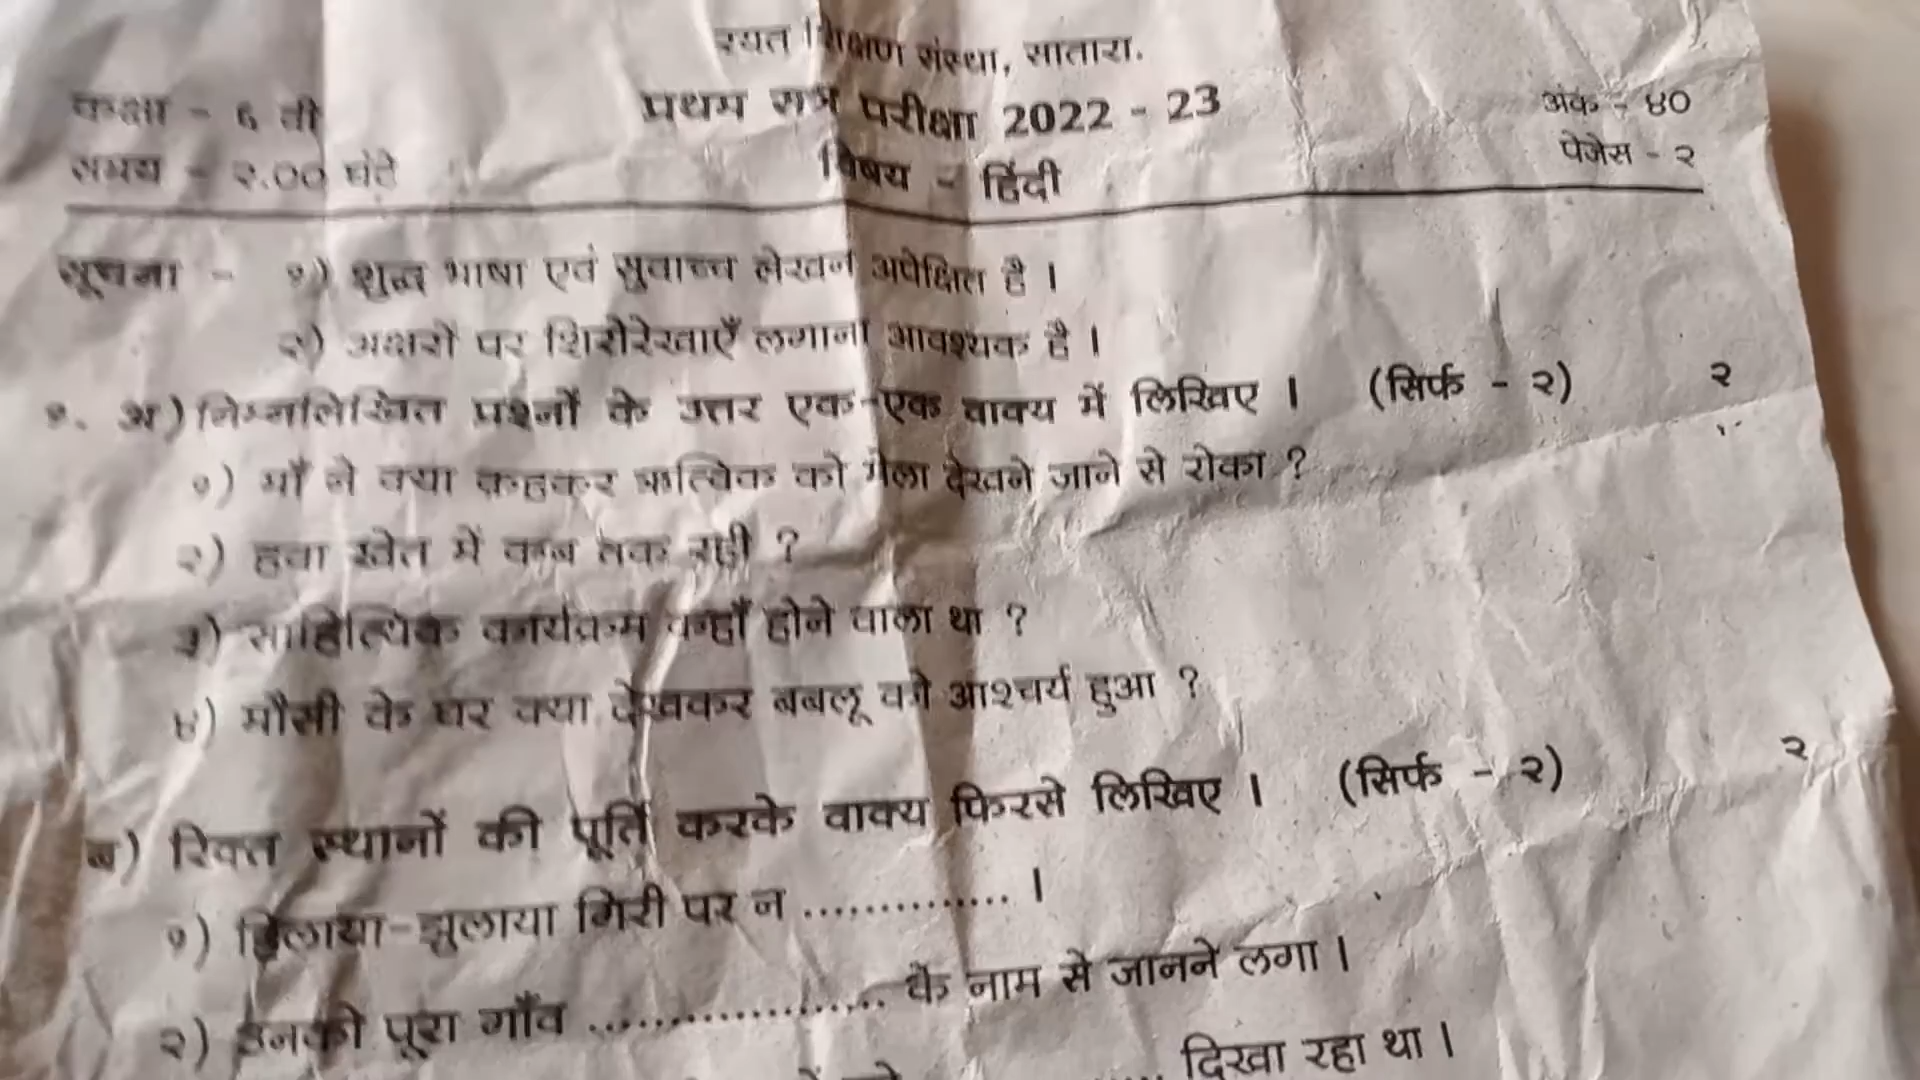 रयत शिक्षण संस्था, सातारा.
कक्षा - 6 वी प्रथम सत्र परीक्षा 2022 - 23 अंक - ४०
समय - २.00 घंटे विषय - हिंदी पेजेस - २
सूचना - १) शुद्ध भाषा एवं सुवाच्च लेखन अपेक्षित है ।
२) अक्षरों पर शिरोरेखाएँ लगाना आवश्यक है ।
१. अ) निम्नलिखित प्रश्नों के उत्तर एक-एक वाक्य में लिखिए । (सिर्फ - २) २
१) माँ ने क्या कहकर ऋत्विक को मेला देखने जाने से रोका ?
२) हवा खेत में कब तक रही ?
३) साहित्यिक कार्यक्रम कहाँ होने वाला था ?
४) मौसी के घर क्या देखकर बबलू को आश्चर्य हुआ ?
ब) रिक्त स्थानों की पूर्ति करके वाक्य फिरसे लिखिए । (सिर्फ - २) २
१) हिलाया-झुलाया गिरी पर न .............. ।
२) उनको पूरा गाँव .................. के नाम से जानने लगा ।
दिखा रहा था ।